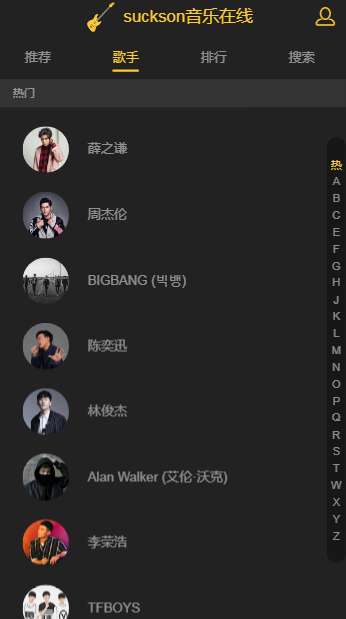 suckson音乐在线
推荐 歌手 排行 搜索
热门
薛之谦
周杰伦
BIGBANG (빅뱅)
陈奕迅
林俊杰
Alan Walker (艾伦·沃克)
李荣浩
TFBOYS
热
A
B
C
E
F
G
H
J
K
L
M
N
O
P
Q
R
S
T
W
X
Y
Z